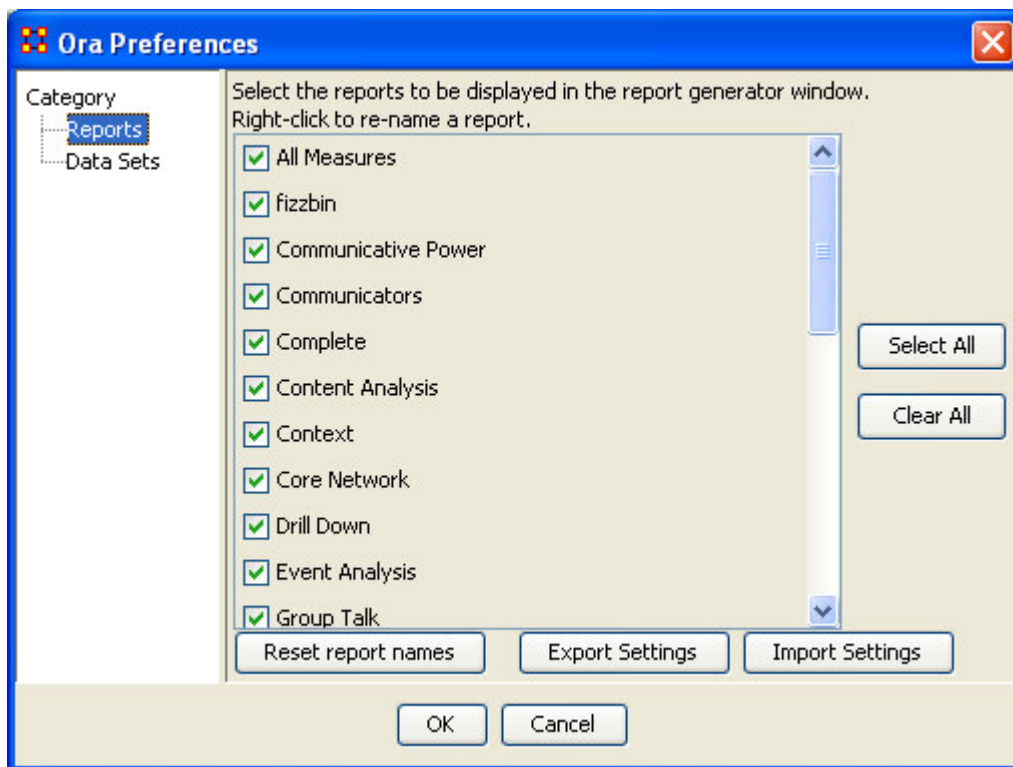 Ora Preferences
Category
Reports
Data Sets
Select the reports to be displayed in the report generator window.
Right-click to re-name a report.
All Measures
fizzbin
Communicative Power
Communicators
Complete
Content Analysis
Context
Core Network
Drill Down
Event Analysis
Group Talk
Select All
Clear All
Reset report names
Export Settings
Import Settings
OK
Cancel